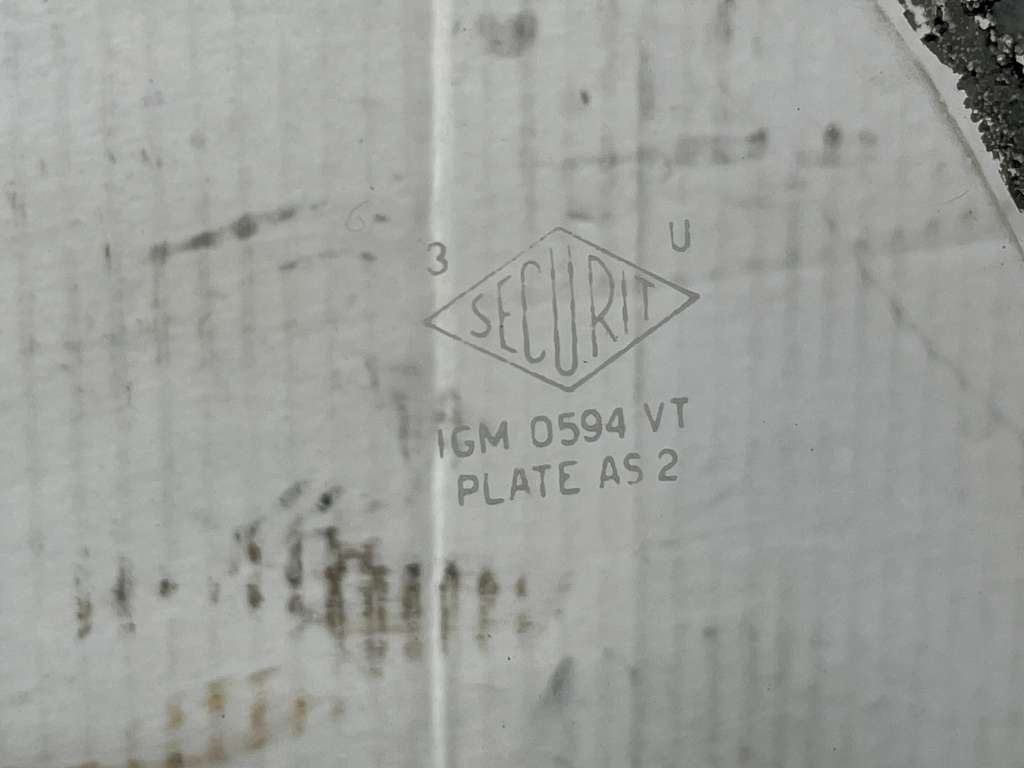 3 U
SECURIT
IGM 0594 VT
PLATE AS 2